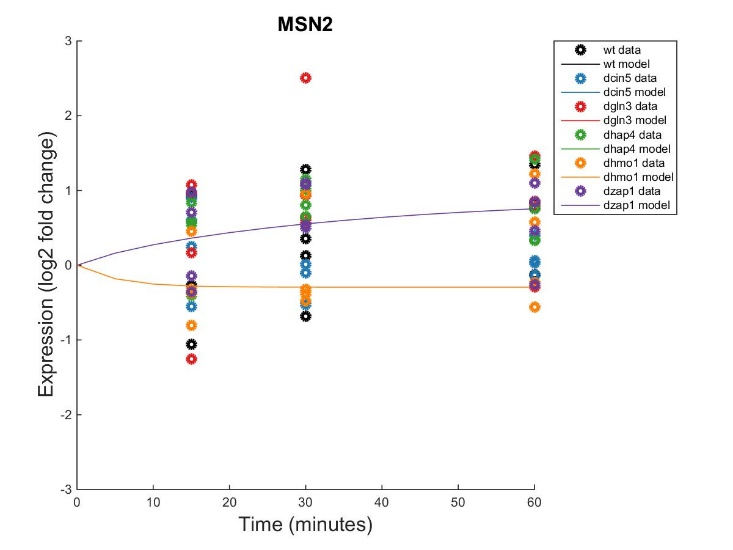 MSN2
3
2
1
0
-1
-2
-3
Expression (log2 fold change)
0 10 20 30 40 50 60
Time (minutes)
wt data
wt model
dcin5 data
dcin5 model
dgln3 data
dgln3 model
dhap4 data
dhap4 model
dhmo1 data
dhmo1 model
dzap1 data
dzap1 model